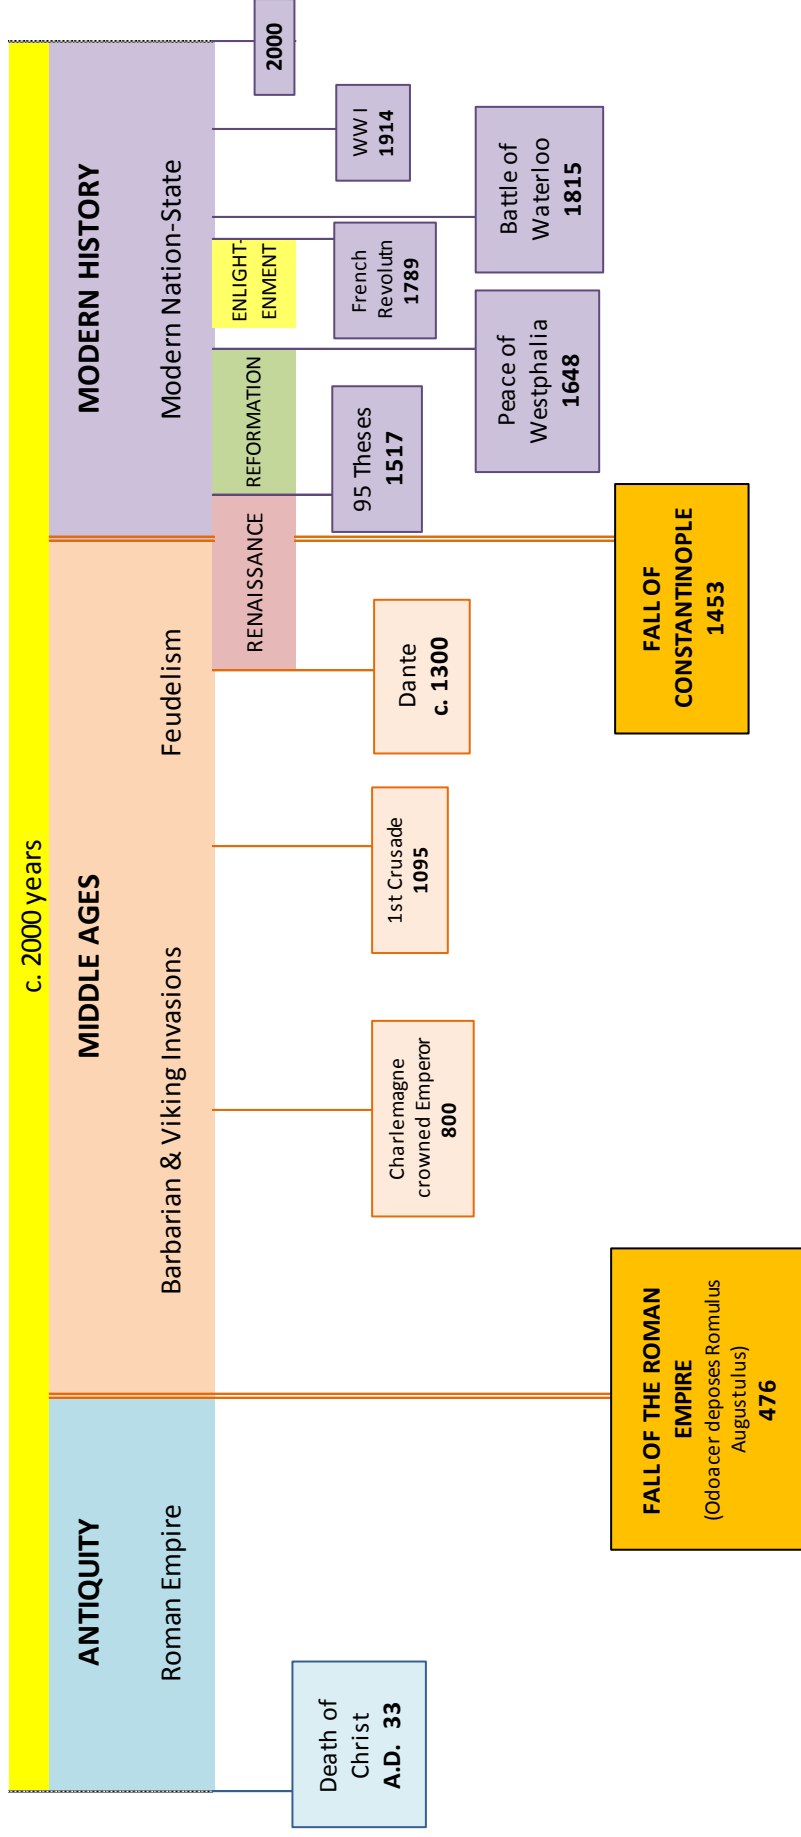 c. 2000 years
ANTIQUITY
MIDDLE AGES
MODERN HISTORY
Roman Empire
Barbarian & Viking Invasions
Feudelism
Modern Nation-State
RENAISSANCE
REFORMATION
ENLIGHT-
ENMENT
2000
Death of
Christ
A.D. 33
Charlemagne
crowned Emperor
800
1st Crusade
1095
Dante
c. 1300
95 Theses
1517
French
Revolutn
1789
WW I
1914
Peace of
Westphalia
1648
Battle of
Waterloo
1815
FALL OF THE ROMAN
EMPIRE
(Odoacer deposes Romulus
Augustulus)
476
FALL OF
CONSTANTINOPLE
1453